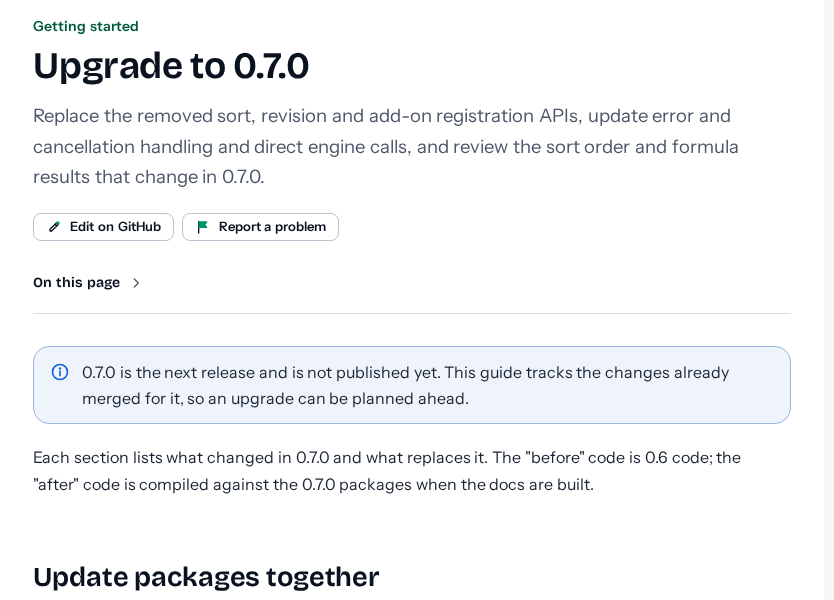 Getting started
Upgrade to 0.7.0
Replace the removed sort, revision and add-on registration APIs, update error and
cancellation handling and direct engine calls, and review the sort order and formula
results that change in 0.7.0.
Edit on GitHub
Report a problem
On this page
0.7.0 is the next release and is not published yet. This guide tracks the changes already
merged for it, so an upgrade can be planned ahead.
Each section lists what changed in 0.7.0 and what replaces it. The "before" code is 0.6 code; the
"after" code is compiled against the 0.7.0 packages when the docs are built.
Update packages together